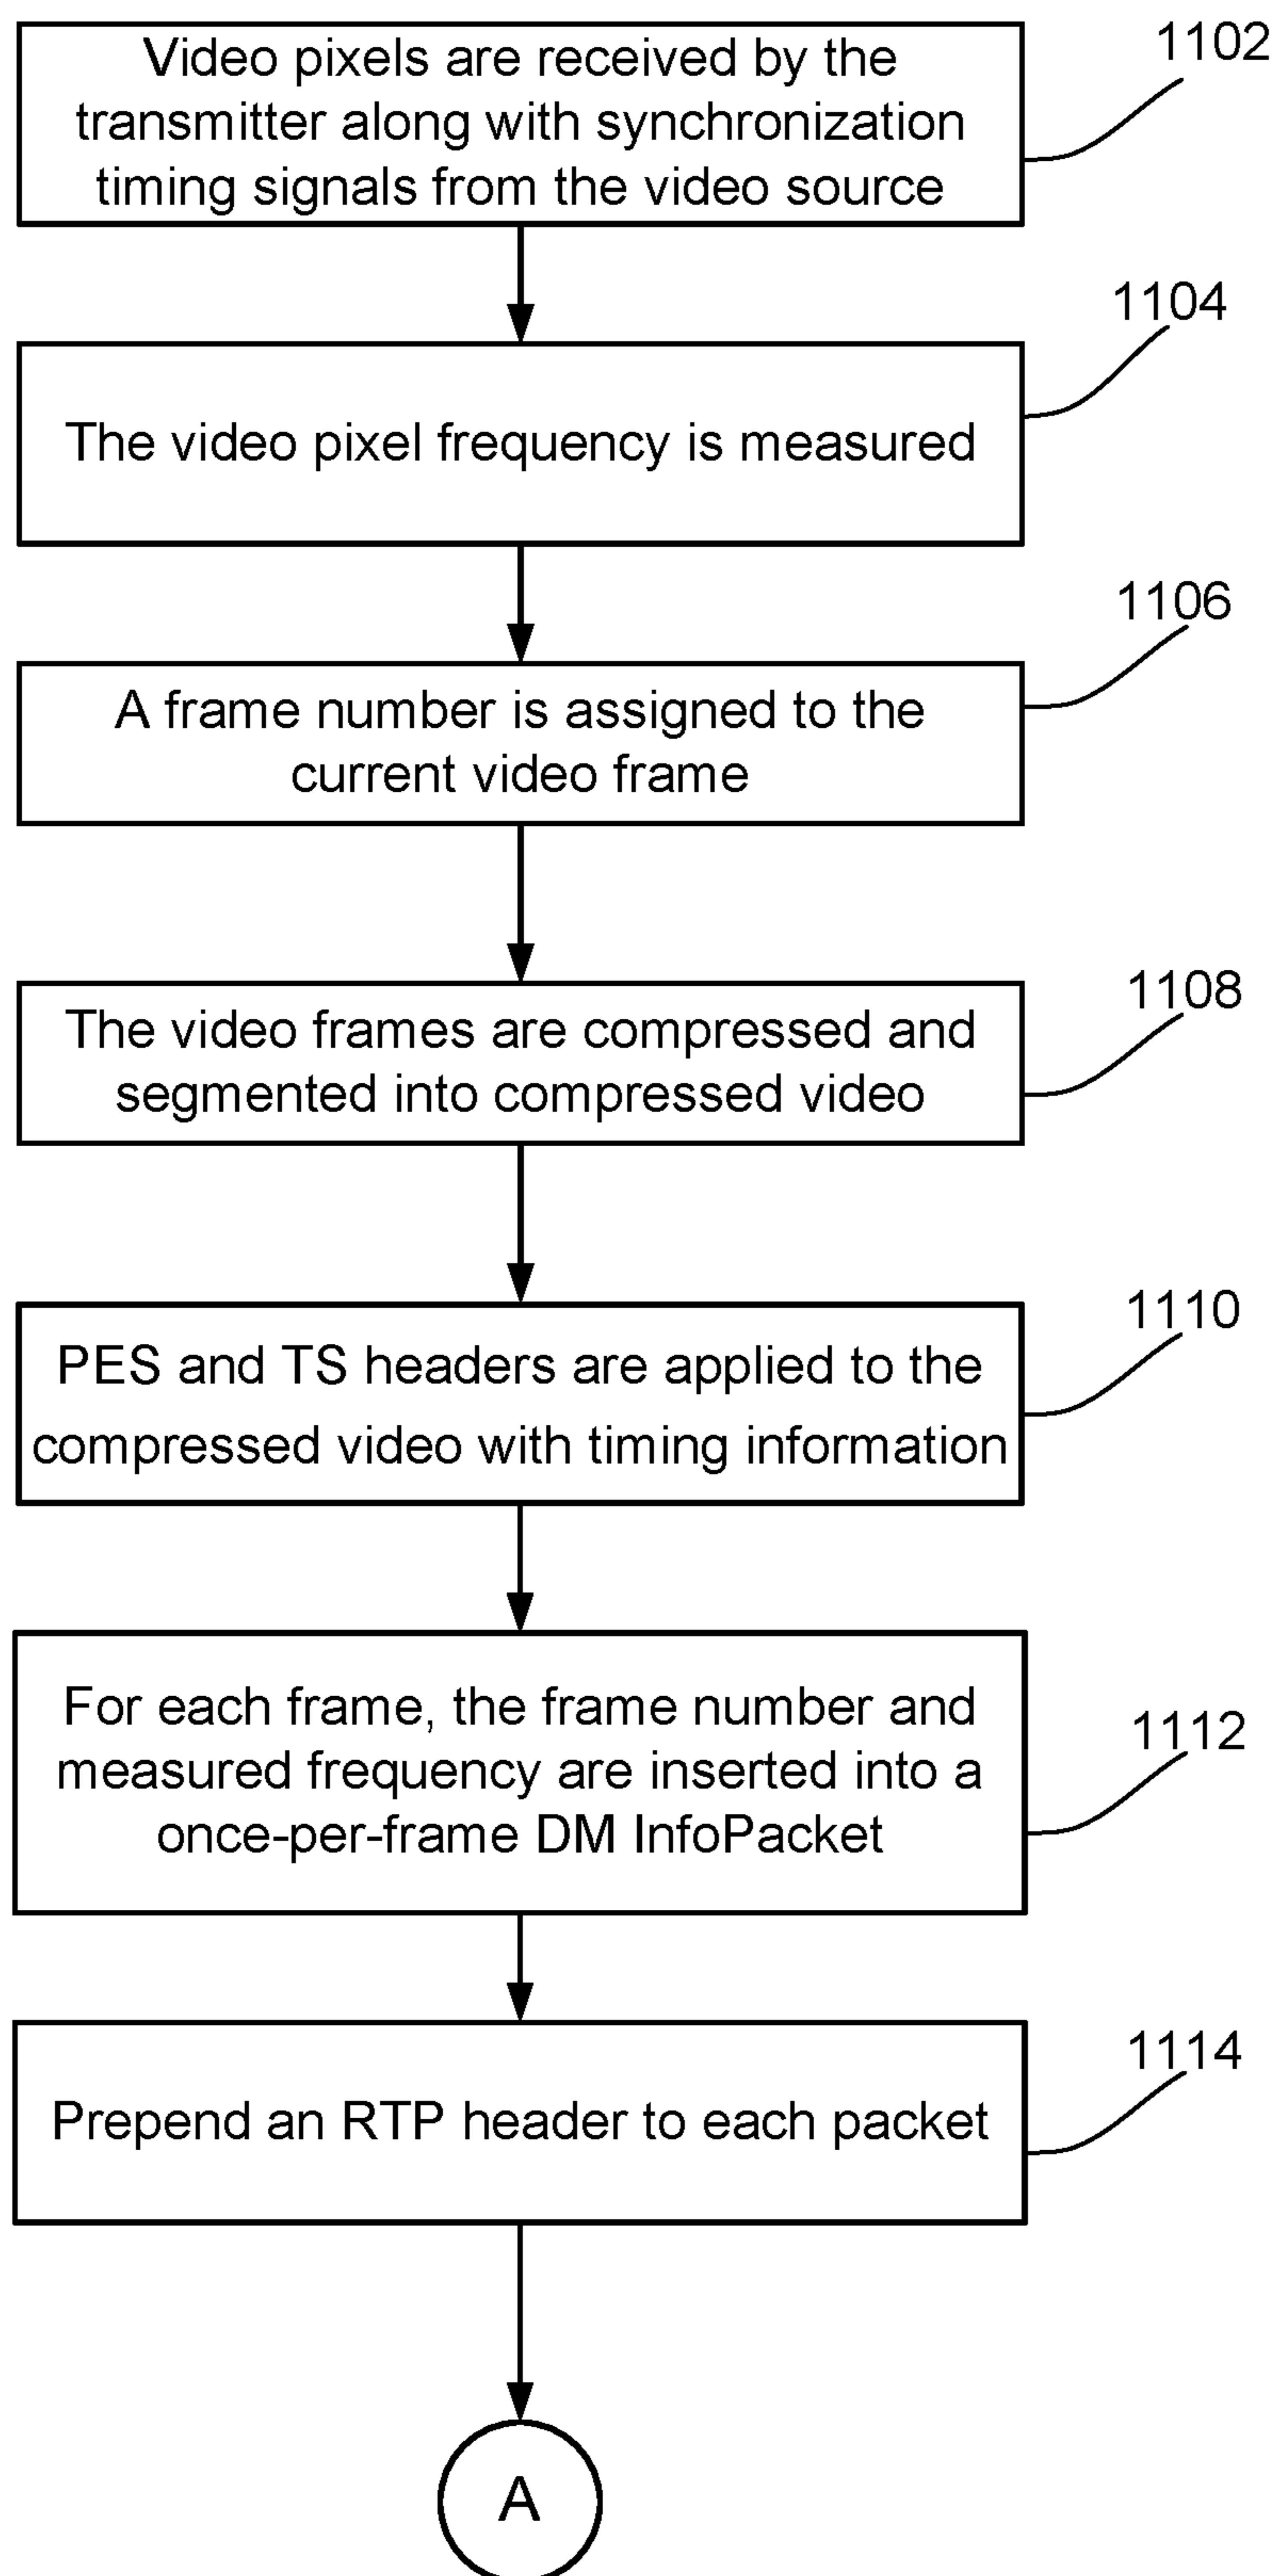 Video pixels are received by the
transmitter along with synchronization
timing signals from the video source
1102
The video pixel frequency is measured
1104
A frame number is assigned to the
current video frame
1106
The video frames are compressed and
segmented into compressed video
1108
PES and TS headers are applied to the
compressed video with timing information
1110
For each frame, the frame number and
measured frequency are inserted into a
once-per-frame DM InfoPacket
1112
Prepend an RTP header to each packet
1114
A